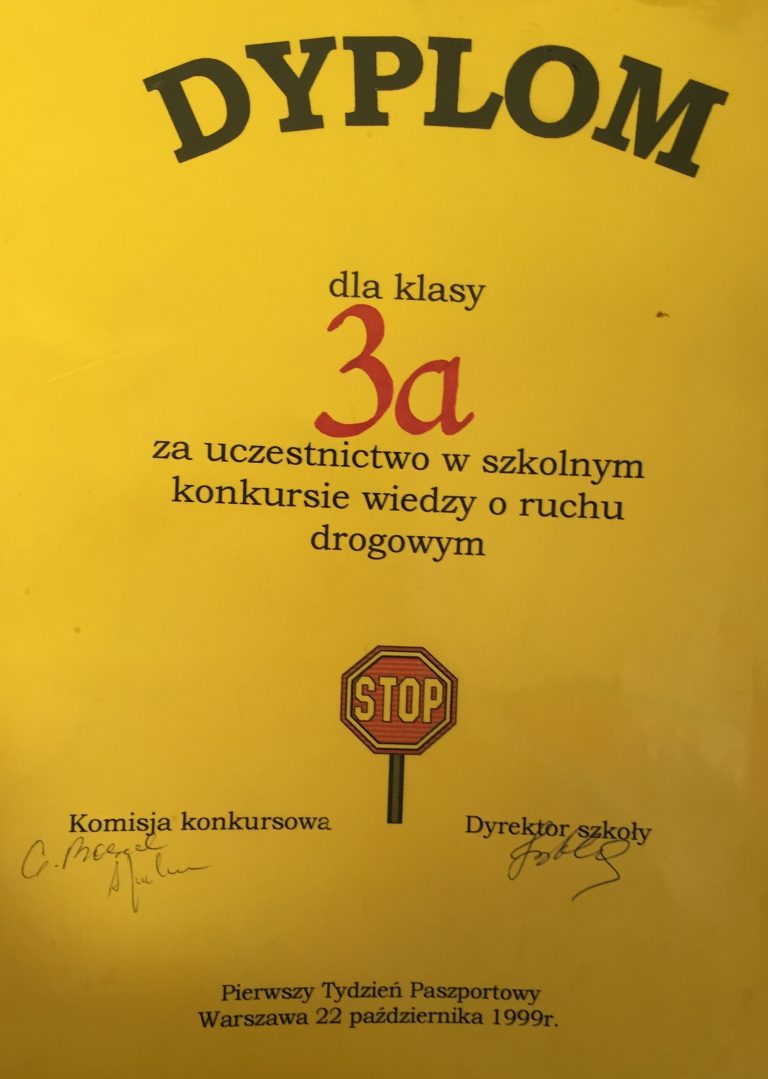 DYPLOM
dla klasy
3a
za uczestnictwo w szkolnym
konkursie wiedzy o ruchu
drogowym
STOP
Komisja konkursowa
Dyrektor szkoły
Pierwszy Tydzień Paszportowy
Warszawa 22 października 1999r.